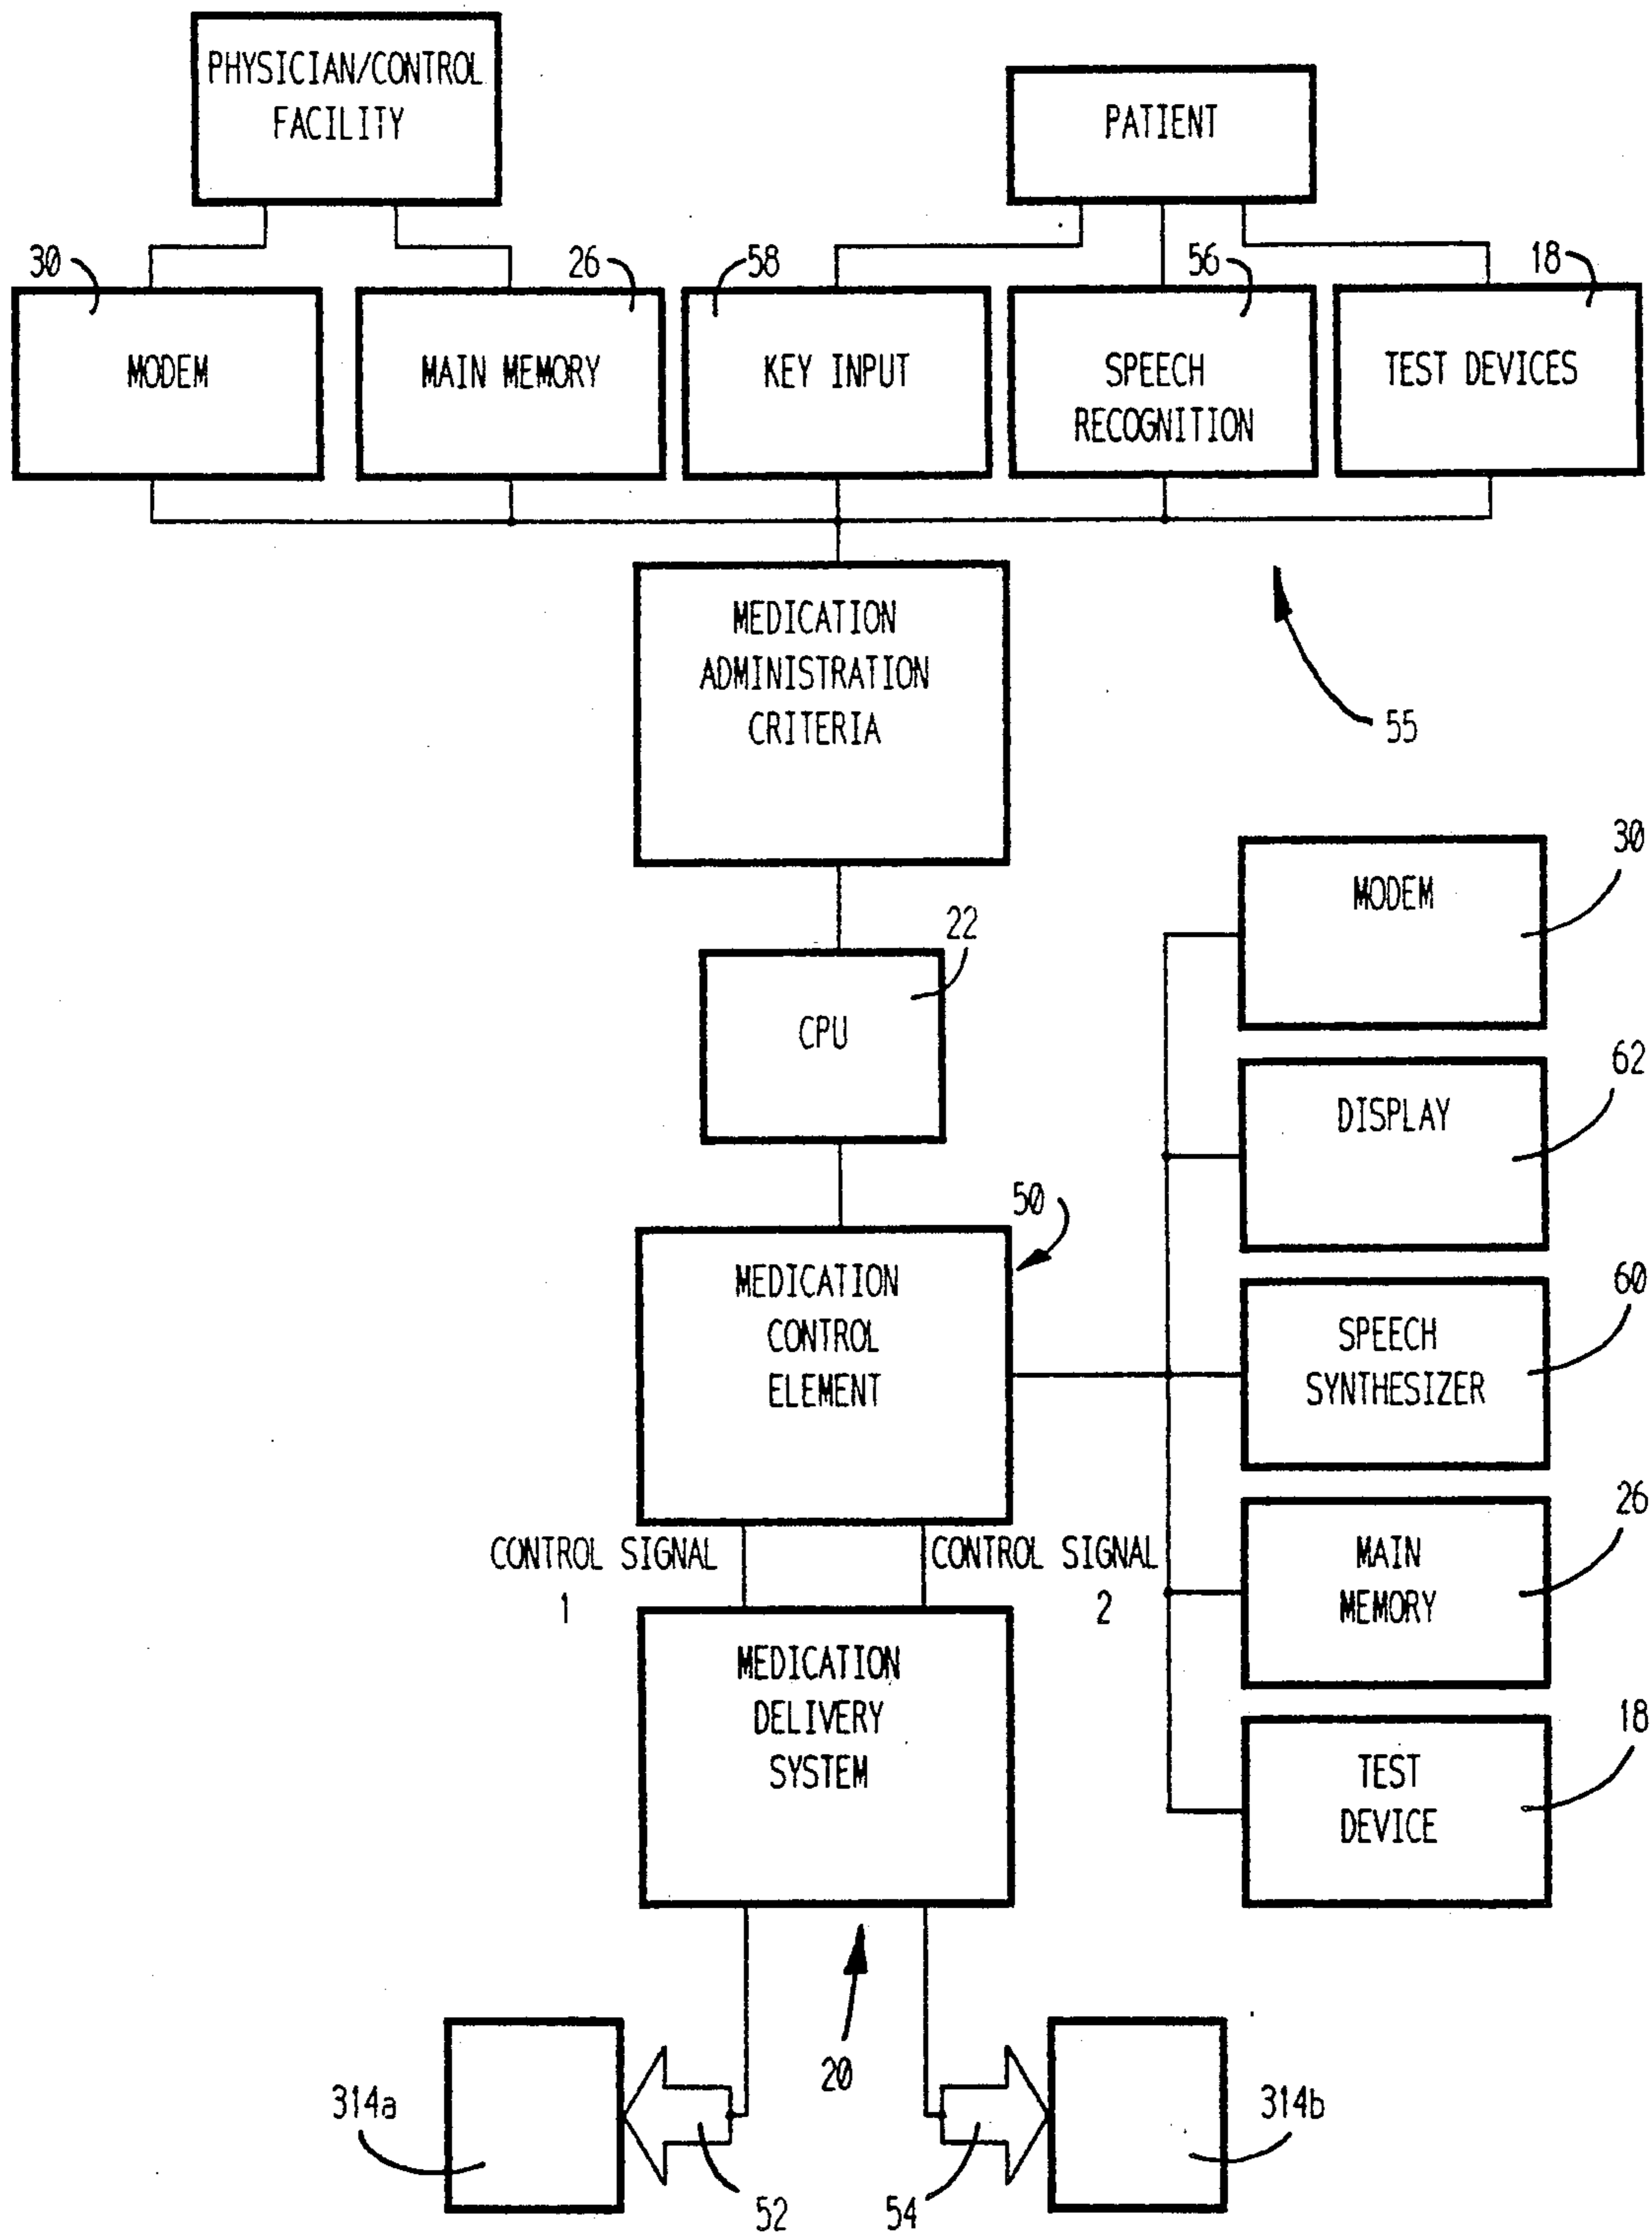 PHYSICIAN/CONTROL
FACILITY
PATIENT
30
26
58
56
18
MODEM
MAIN MEMORY
KEY INPUT
SPEECH
RECOGNITION
TEST DEVICES
MEDICATION
ADMINISTRATION
CRITERIA
55
22
CPU
30
MODEM
62
DISPLAY
50
MEDICATION
CONTROL
ELEMENT
60
SPEECH
SYNTHESIZER
CONTROL SIGNAL
1
CONTROL SIGNAL
2
26
MAIN
MEMORY
MEDICATION
DELIVERY
SYSTEM
18
TEST
DEVICE
20
314a
52
54
314b